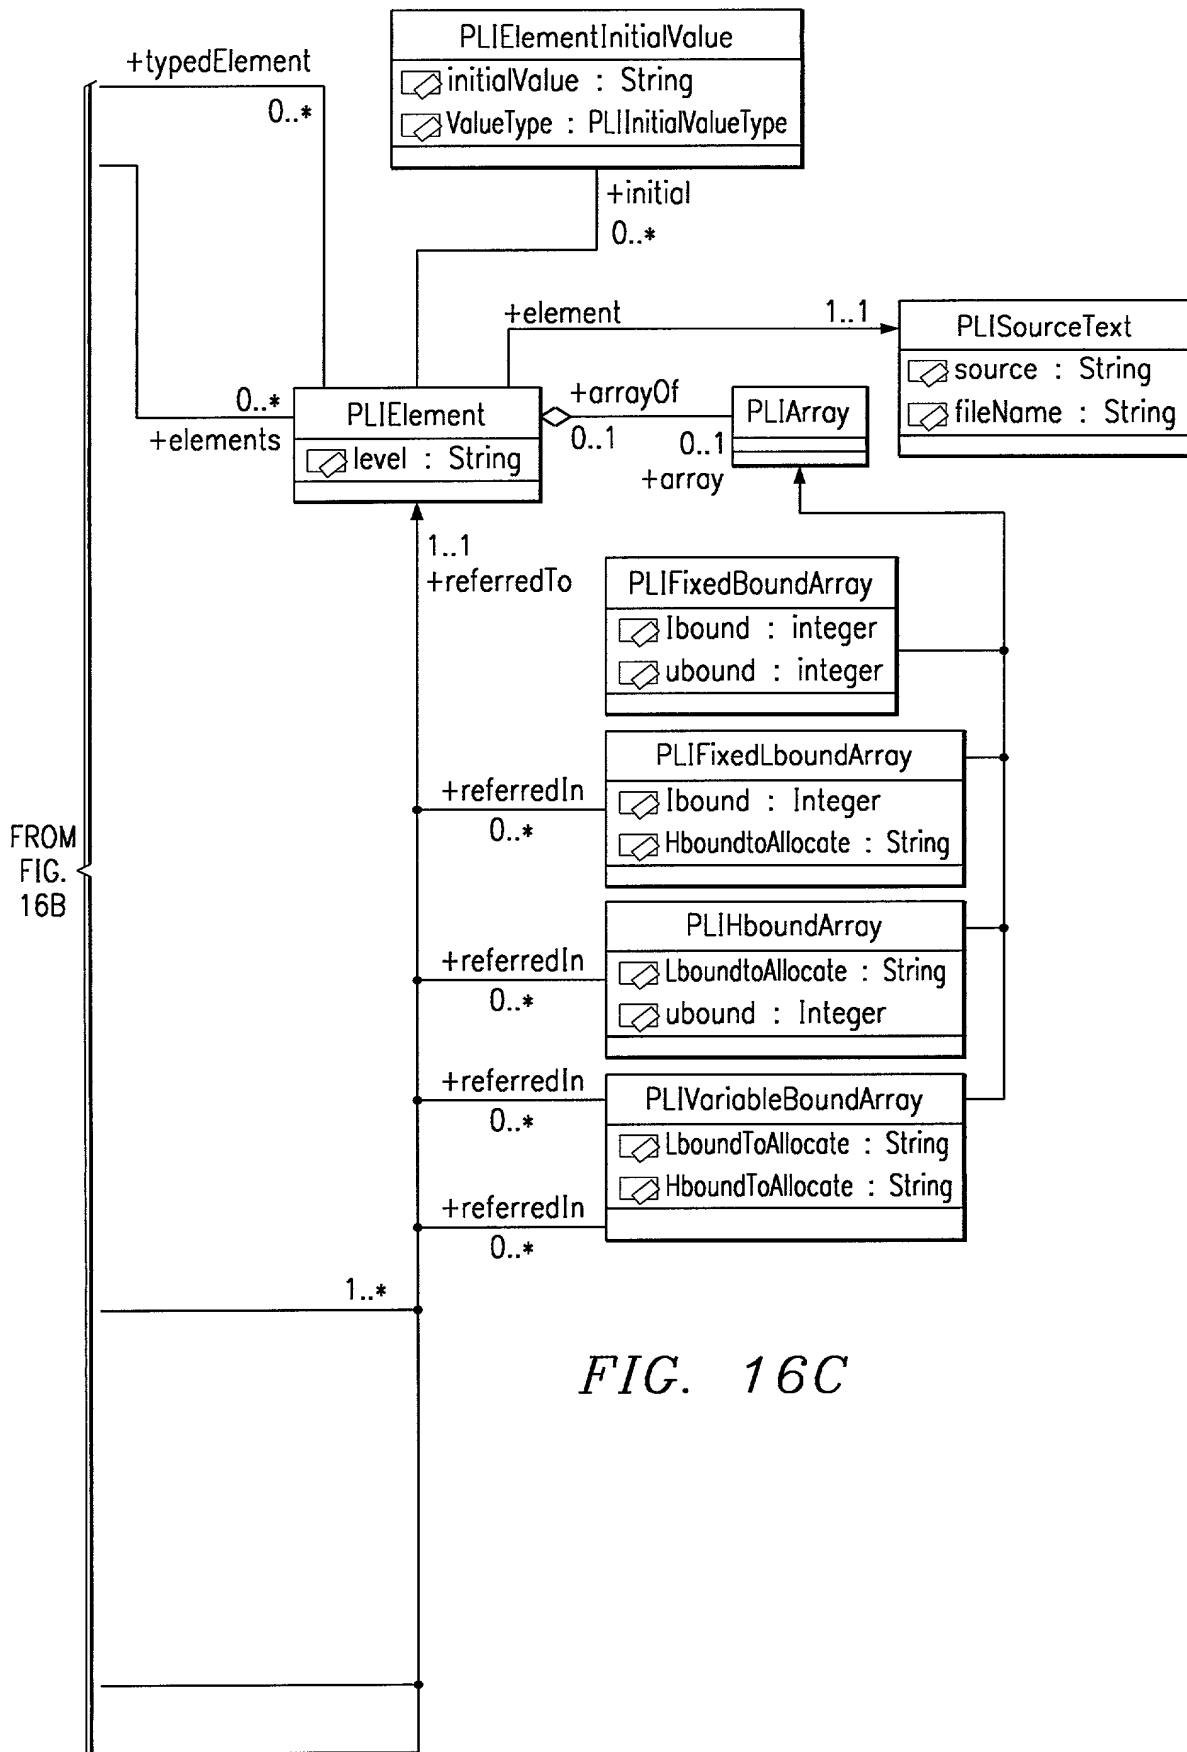 PLIElementInitialValue
initialValue : String
ValueType : PLIInitialValueType
+typedElement
0..*
+initial
0..*
+element
1..1
PLISourceText
source : String
fileName : String
0..*
+elements
PLIElement
level : String
+arrayOf
0..1
0..1
+array
PLIArray
1..1
+referredTo
PLIFixedBoundArray
Ibound : integer
ubound : integer
PLIFixedLboundArray
Ibound : Integer
HboundtoAllocate : String
+referredIn
0..*
FROM
FIG.
16B
PLIHboundArray
LboundtoAllocate : String
ubound : Integer
+referredIn
0..*
PLIVariableBoundArray
LboundToAllocate : String
HboundToAllocate : String
+referredIn
0..*
+referredIn
0..*
1..*
FIG. 16C